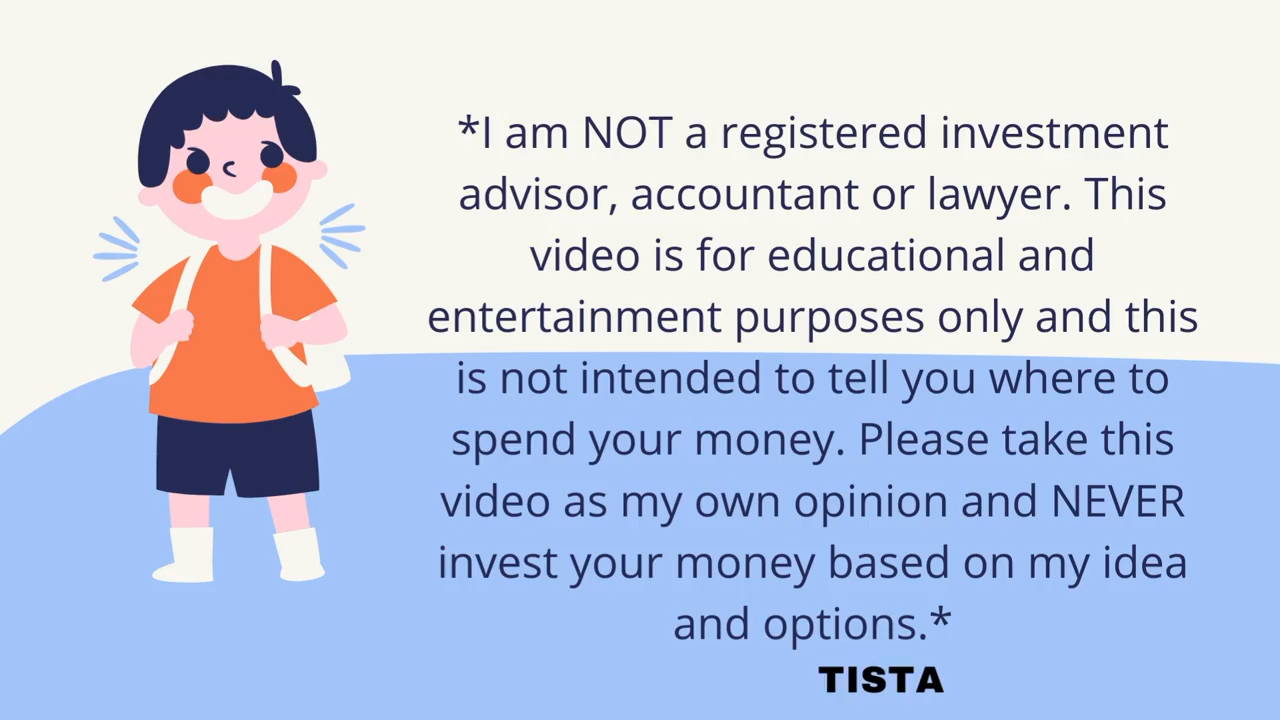 *I am NOT a registered investment
advisor, accountant or lawyer. This
video is for educational and
entertainment purposes only and this
is not intended to tell you where to
spend your money. Please take this
video as my own opinion and NEVER
invest your money based on my idea
and options.*
TISTA